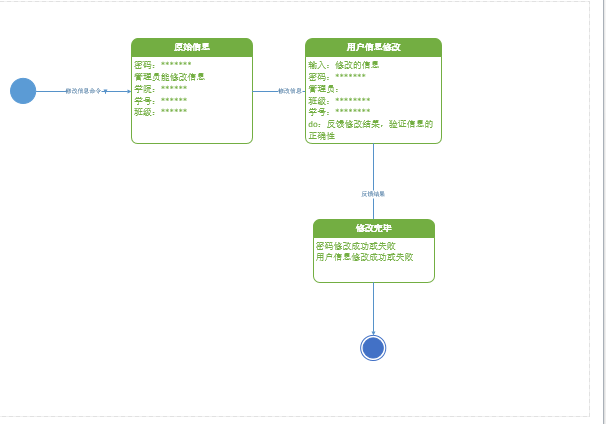 原始信息
密码：*******
管理员能修改信息
学院：******
学号：******
班级：******
用户信息修改
输入：修改的信息
密码：*******
管理员：
班级：********
学号：********
do：反馈修改结果，验证信息的
正确性
修改信息命令
修改信息
反馈结果
修改完毕
密码修改成功或失败
用户信息修改成功或失败